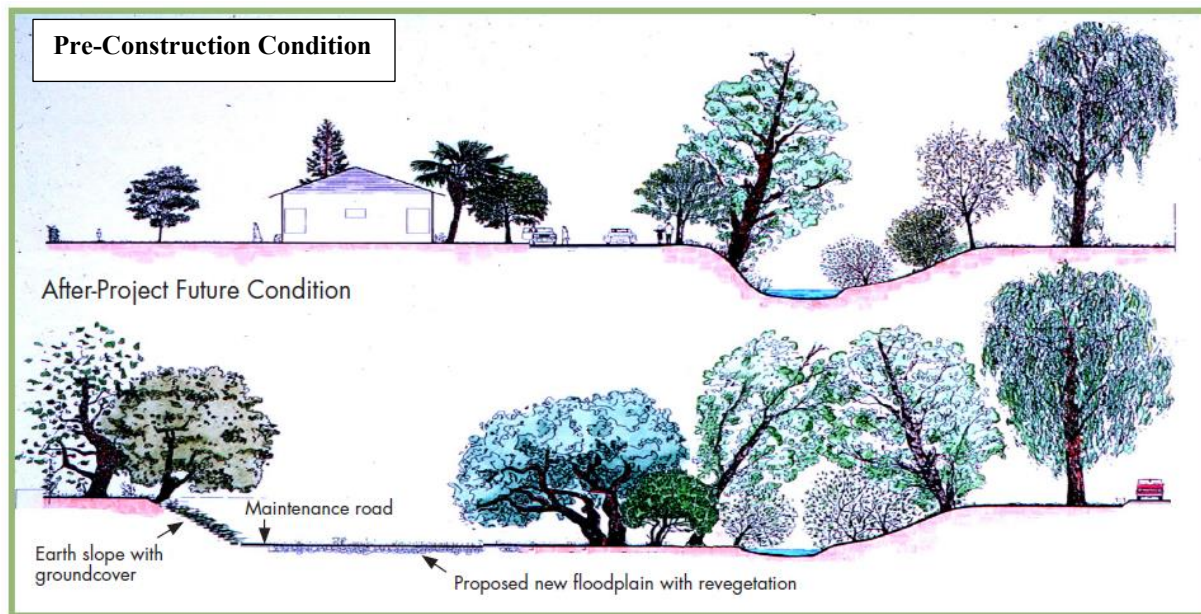 Pre-Construction Condition
After-Project Future Condition
Maintenance road
Earth slope with
groundcover
Proposed new floodplain with revegetation